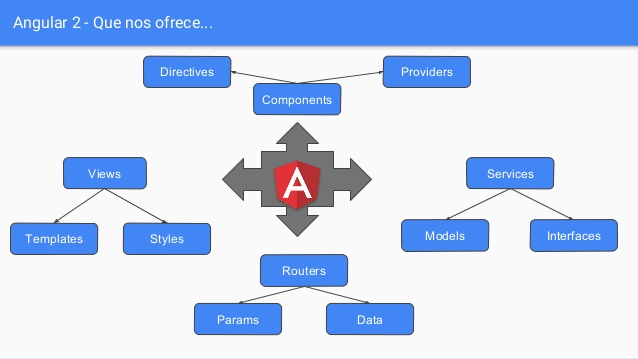 Angular 2 - Que nos ofrece...
Directives
Providers
Components
Views
Services
Templates
Styles
Models
Interfaces
Routers
Params
Data